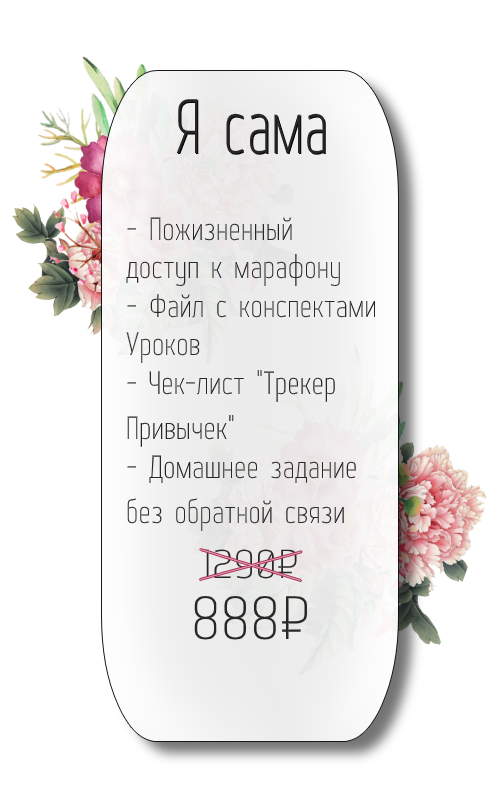 Я сама
- Пожизненный
доступ к марафону
- Файл с конспектами
Уроков
- Чек-лист "Трекер
Привычек"
- Домашнее задание
без обратной связи
1290₽
888₽